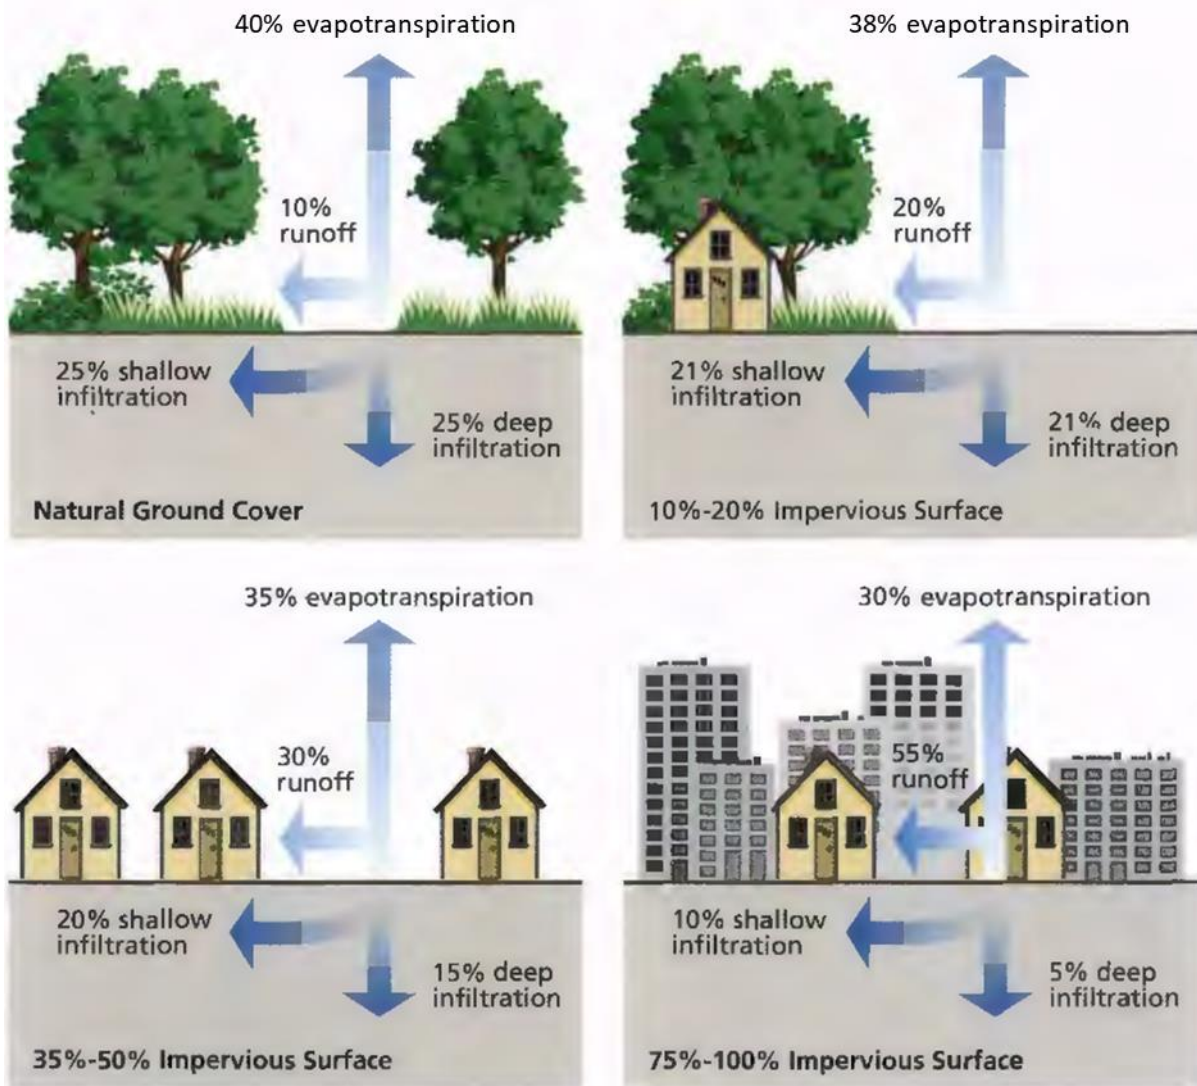 40% evapotranspiration
10%
runoff
25% shallow
infiltration
25% deep
infiltration
Natural Ground Cover
38% evapotranspiration
20%
runoff
21% shallow
infiltration
21% deep
infiltration
10%-20% Impervious Surface
35% evapotranspiration
30%
runoff
20% shallow
infiltration
15% deep
infiltration
35%-50% Impervious Surface
30% evapotranspiration
55%
runoff
10% shallow
infiltration
5% deep
infiltration
75%-100% Impervious Surface